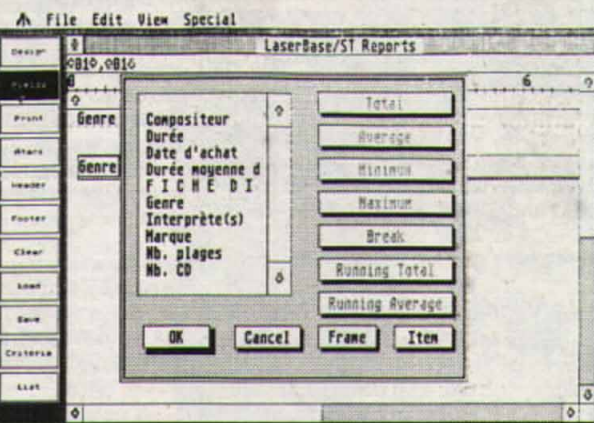 File Edit View Special
Design
LaserBase/ST Reports
0810,0816
Fields
0
6
Print
Genre
Atari
Genre
Header
Footer
Clear
Load
Save
Criteria
List
Compositeur
Durée
Date d'achat
Durée moyenne d
F I C H E D I
Genre
Interprète(s)
Marque
Nb. plages
Nb. CD
Total
Average
Minimum
Maximum
Break
Running Total
Running Average
OK Cancel Frame Item